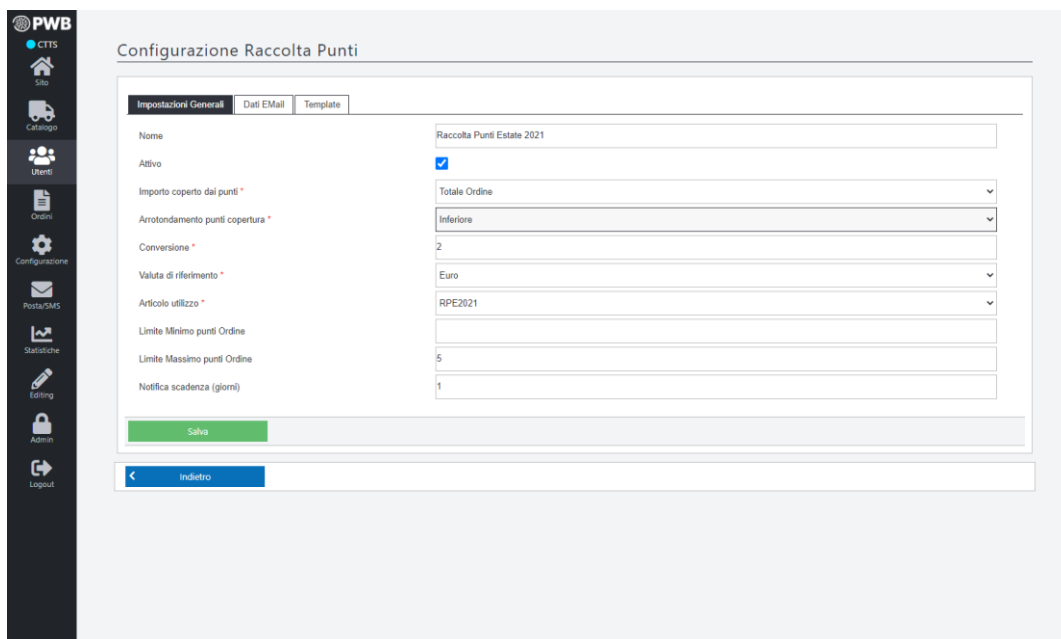 PWB
CTTS
Sito
Catalogo
Utenti
Ordini
Configurazione
Posta/SMS
Statistiche
Editing
Admin
Logout
Configurazione Raccolta Punti
Impostazioni Generali Dati EMail Template
Nome Raccolta Punti Estate 2021
Attivo
Importo coperto dai punti * Totale Ordine
Arrotondamento punti copertura * Inferiore
Conversione * 2
Valuta di riferimento * Euro
Articolo utilizzo * RPE2021
Limite Minimo punti Ordine
Limite Massimo punti Ordine 5
Notifica scadenza (giorni) 1
Salva
Indietro